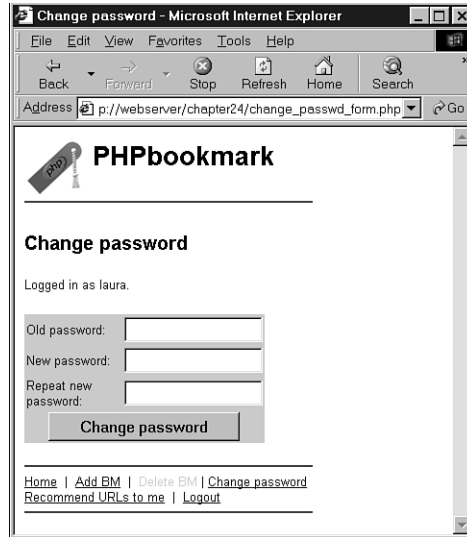 Change password - Microsoft Internet Explorer
File Edit View Favorites Tools Help
Back Forward Stop Refresh Home Search »
Address p://webserver/chapter24/change_passwd_form.php Go
php PHPbookmark
Change password
Logged in as laura.
Old password:
New password:
Repeat new
password:
Change password
Home | Add BM | Delete BM | Change password
Recommend URLs to me | Logout